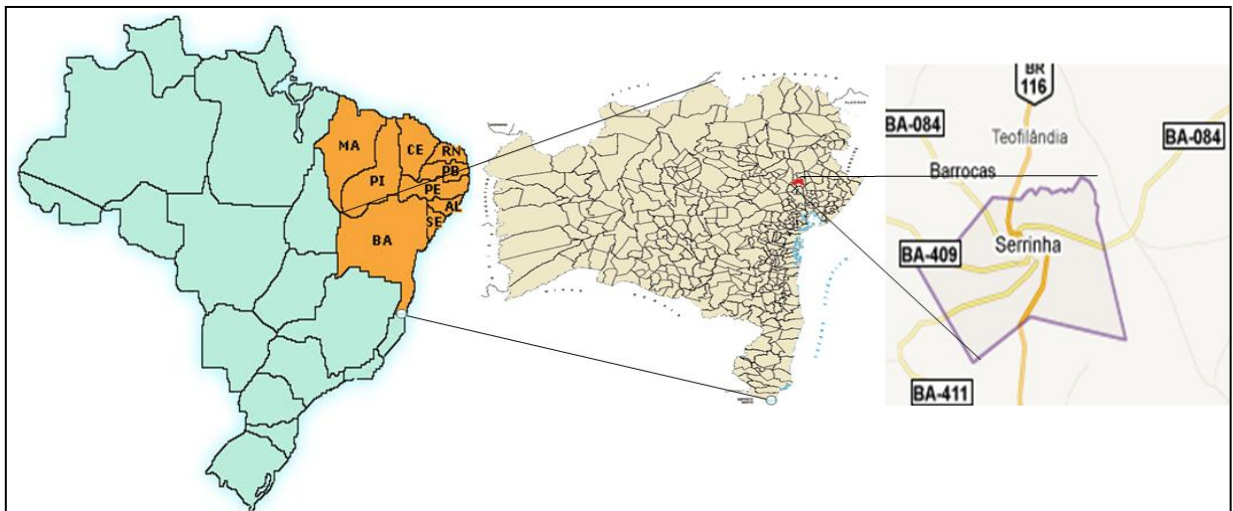 MA
CE
RN
PB
PI
PE
AL
SE
BA
BR
116
BA-084
Teofilândia
BA-084
Barrocas
Serrinha
BA-409
BA-411